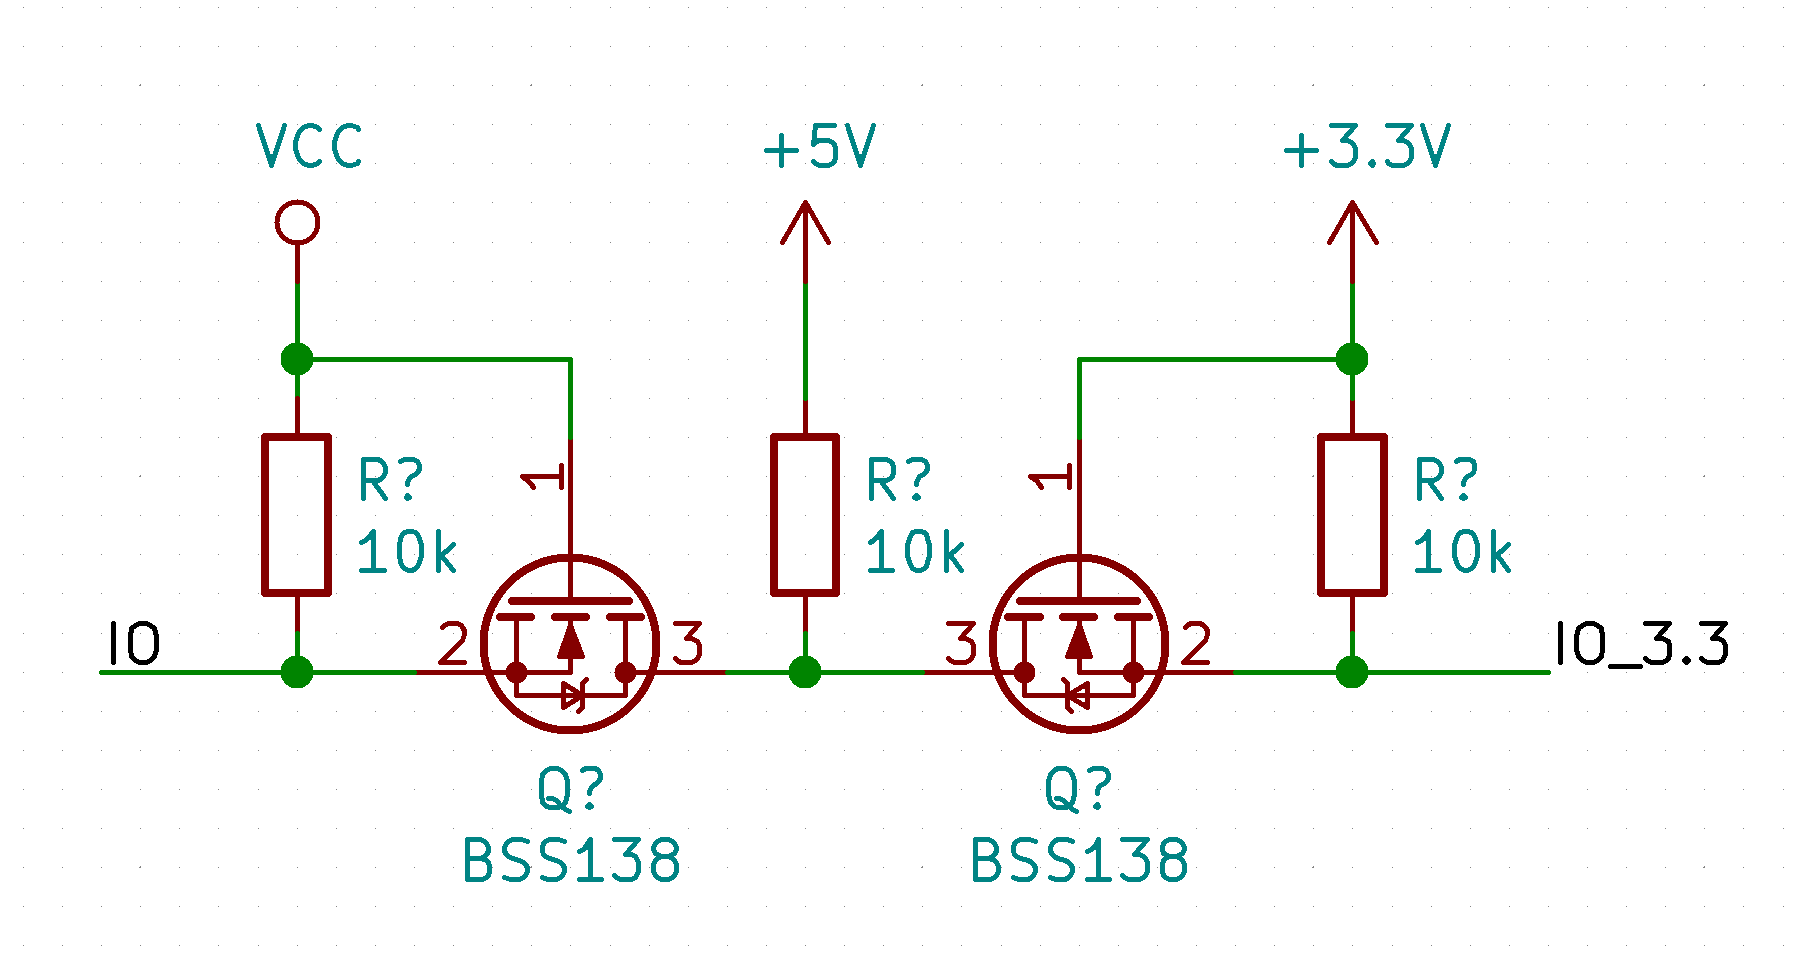 VCC
+5V
+3.3V
1
1
R?
10k
R?
10k
R?
10k
IO
2
3
3
2
IO_3.3
Q?
BSS138
Q?
BSS138